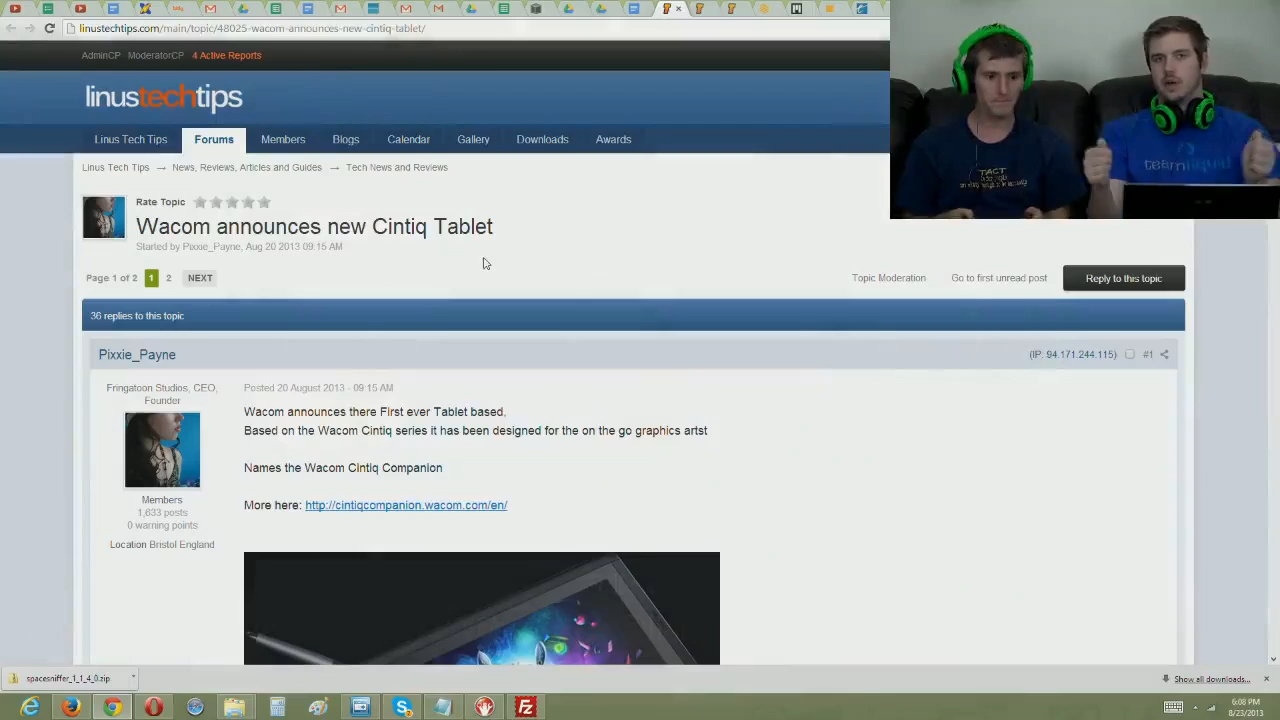 linustechtips.com/main/topic/48025-wacom-announces-new-cintiq-tablet/
AdminCP ModeratorCP 4 Active Reports
linustechtips
Linus Tech Tips Forums Members Blogs Calendar Gallery Downloads Awards
Linus Tech Tips → News, Reviews, Articles and Guides → Tech News and Reviews
Rate Topic
Wacom announces new Cintiq Tablet
Started by Pixxie_Payne, Aug 20 2013 09:15 AM
Page 1 of 2 1 2 NEXT
Topic Moderation Go to first unread post Reply to this topic
36 replies to this topic
Pixxie_Payne
(IP: 94.171.244.115) #1
Fringatoon Studios, CEO,
Founder
Members
1,633 posts
0 warning points
Location Bristol England
Posted 20 August 2013 - 09:15 AM
Wacom announces there First ever Tablet based,
Based on the Wacom Cintiq series it has been designed for the on the go graphics artst
Names the Wacom Cintiq Companion
More here: http://cintiqcompanion.wacom.com/en/
TACT
teamliquid
spacesniffer_1_1_4_0.zip
Show all downloads...
6:08 PM
8/23/2013